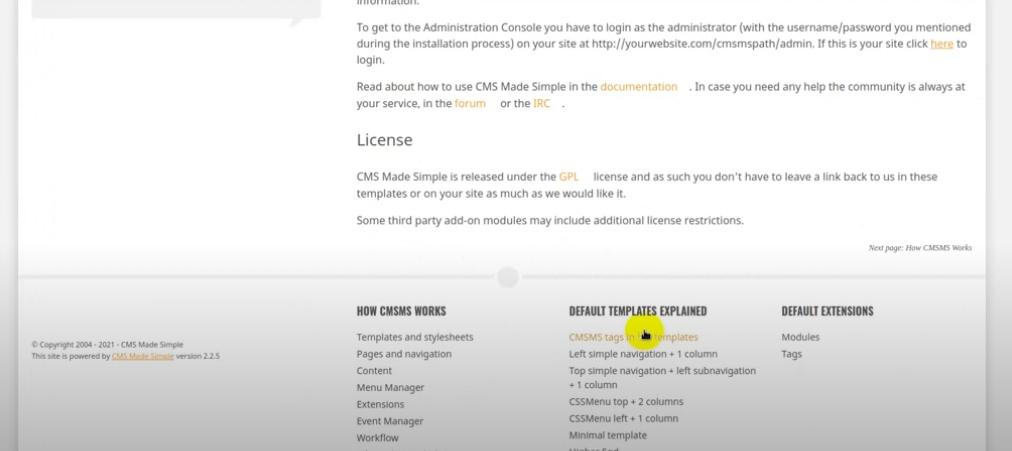 information.
To get to the Administration Console you have to login as the administrator (with the username/password you mentioned
during the installation process) on your site at http://yourwebsite.com/cmsmspath/admin. If this is your site click here to
login.
Read about how to use CMS Made Simple in the documentation . In case you need any help the community is always at
your service, in the forum or the IRC .
License
CMS Made Simple is released under the GPL license and as such you don't have to leave a link back to us in these
templates or on your site as much as we would like it.
Some third party add-on modules may include additional license restrictions.
Next page: How CMSMS Works
HOW CMSMS WORKS
Templates and stylesheets
Pages and navigation
Content
Menu Manager
Extensions
Event Manager
Workflow
DEFAULT TEMPLATES EXPLAINED
CMSMS tags in templates
Left simple navigation + 1 column
Top simple navigation + left subnavigation
+ 1 column
CSSMenu top + 2 columns
CSSMenu left + 1 column
Minimal template
Higher End
DEFAULT EXTENSIONS
Modules
Tags
© Copyright 2004 - 2021 - CMS Made Simple
This site is powered by CMS Made Simple version 2.2.5